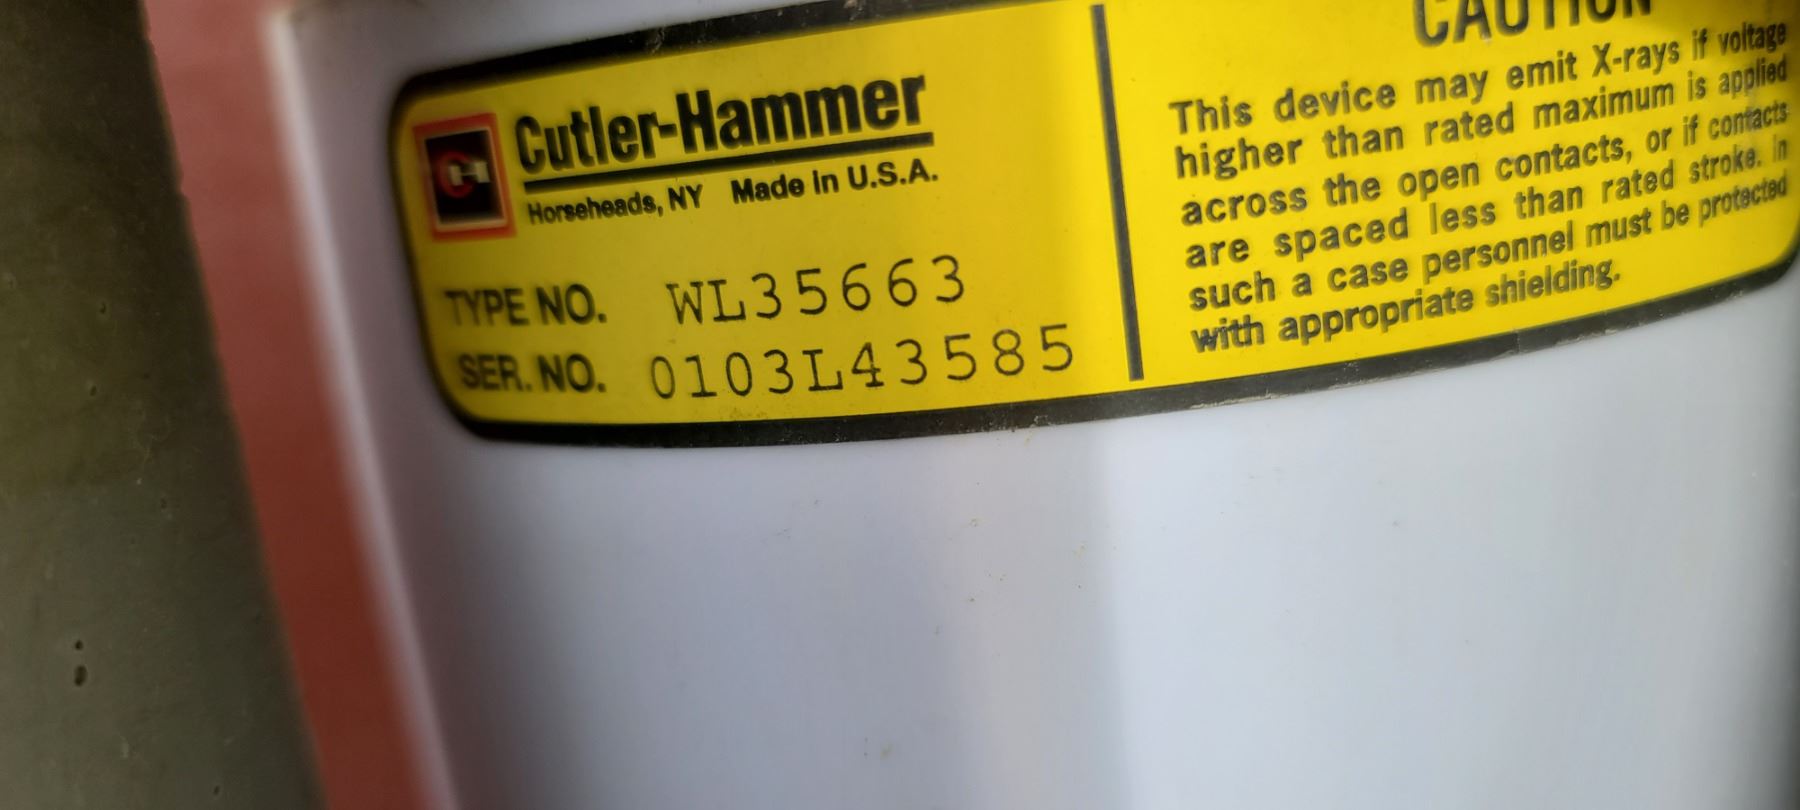 CH
Cutler-Hammer
Horseheads, NY Made in U.S.A.
TYPE NO. WL35663
SER. NO. 0103L43585
CAUTION
This device may emit X-rays if voltage
higher than rated maximum is applied
across the open contacts, or if contacts
are spaced less than rated stroke. In
such a case personnel must be protected
with appropriate shielding.